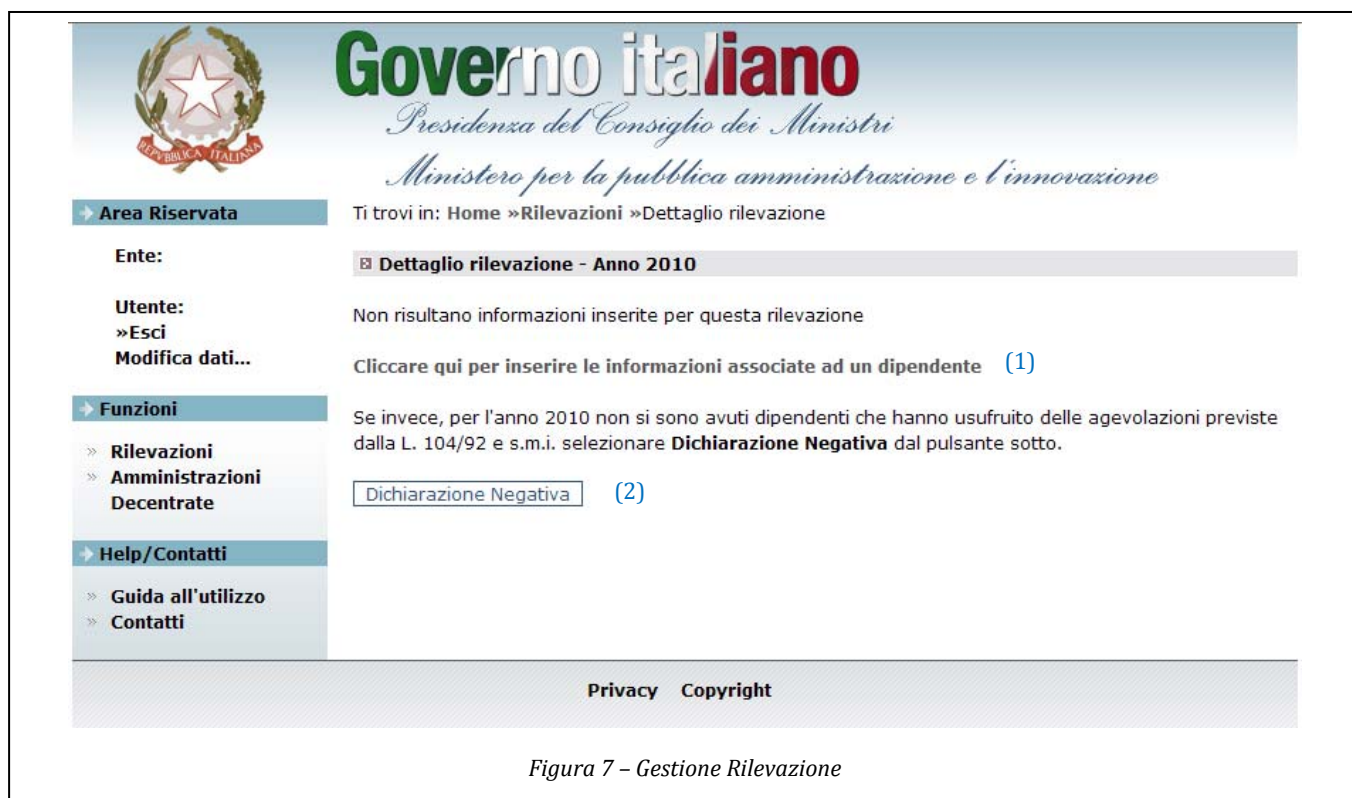 REPVBBLICA ITALIANA
Governo italiano
Presidenza del Consiglio dei Ministri
Ministero per la pubblica amministrazione e l'innovazione
Area Riservata
Ente:
Utente:
»Esci
Modifica dati...
Funzioni
» Rilevazioni
» Amministrazioni
Decentrate
Help/Contatti
» Guida all'utilizzo
» Contatti
Ti trovi in: Home »Rilevazioni »Dettaglio rilevazione
Dettaglio rilevazione - Anno 2010
Non risultano informazioni inserite per questa rilevazione
Cliccare qui per inserire le informazioni associate ad un dipendente (1)
Se invece, per l'anno 2010 non si sono avuti dipendenti che hanno usufruito delle agevolazioni previste
dalla L. 104/92 e s.m.i. selezionare Dichiarazione Negativa dal pulsante sotto.
Dichiarazione Negativa (2)
Privacy Copyright
Figura 7 – Gestione Rilevazione